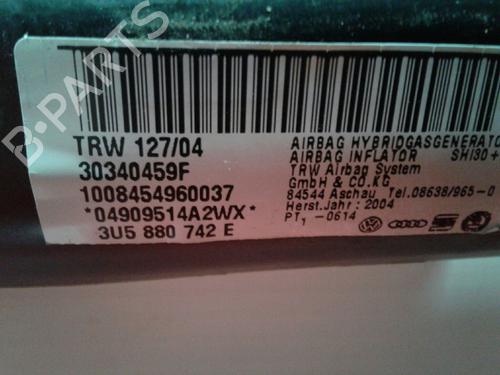 B-PARTS
TRW 127/04
30340459F
1008454960037
*04909514A2WX*
3U5 880 742 E
AIRBAG HYBRIDGASGENERATO
AIRBAG INFLATOR SHI30+
TRW Airbag System
GmbH & CO.KG
84544 Aschau Tel.08638/965-0
Herst.Jahr: 2004
PT1 -0614